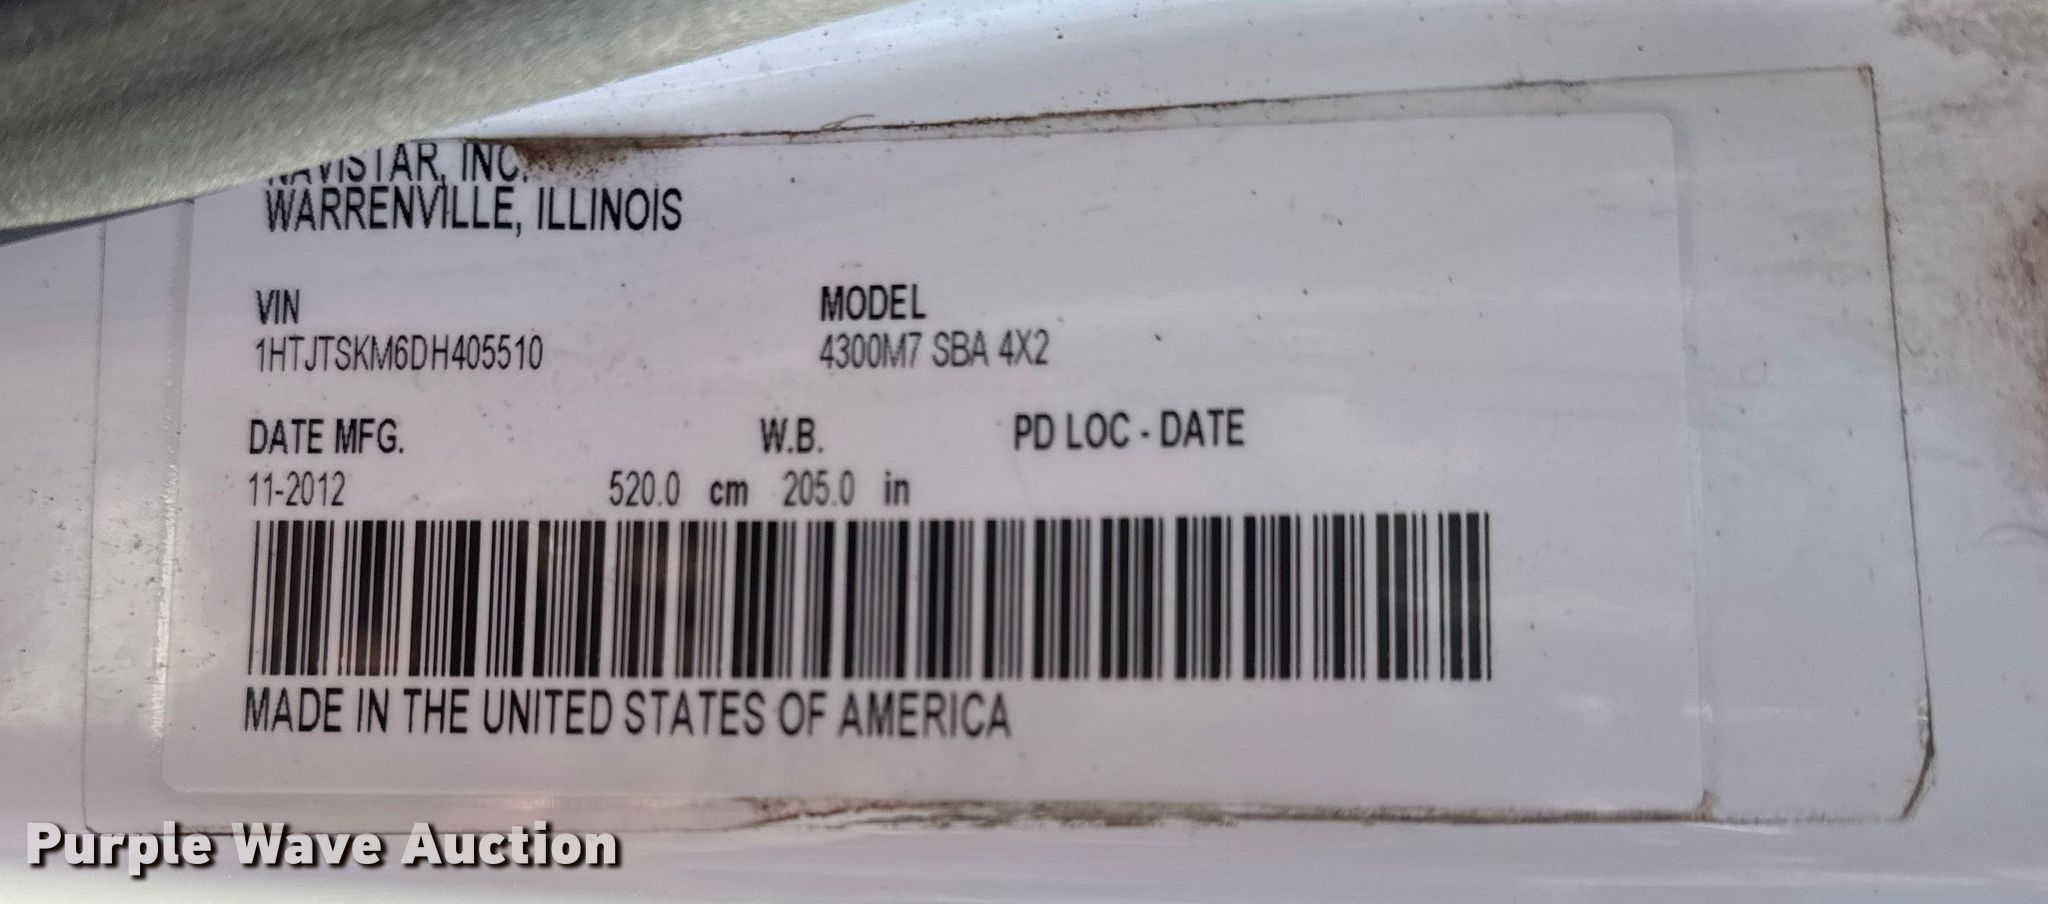 NAVISTAR, INC.
WARRENVILLE, ILLINOIS
VIN MODEL
1HTJTSKM6DH405510 4300M7 SBA 4X2
DATE MFG. W.B. PD LOC - DATE
11-2012 520.0 cm 205.0 in
MADE IN THE UNITED STATES OF AMERICA
Purple Wave Auction